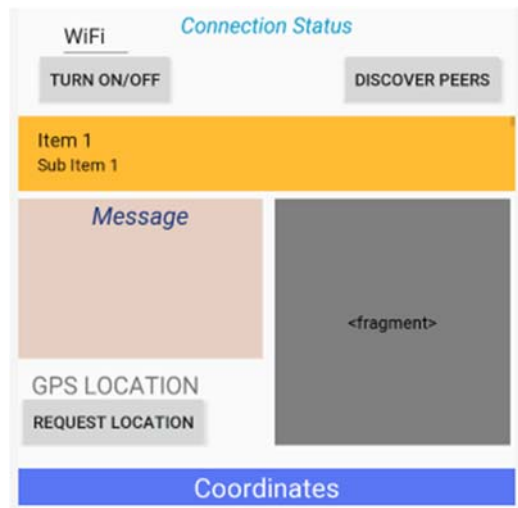 WiFi
Connection Status
TURN ON/OFF
DISCOVER PEERS
Item 1
Sub Item 1
Message
<fragment>
GPS LOCATION
REQUEST LOCATION
Coordinates